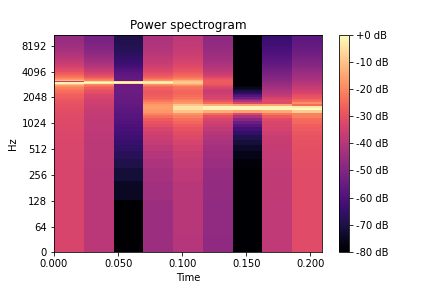 Power spectrogram
Hz
8192
4096
2048
1024
512
256
128
64
0
0.000 0.050 0.100 0.150 0.200
Time
+0 dB
-10 dB
-20 dB
-30 dB
-40 dB
-50 dB
-60 dB
-70 dB
-80 dB